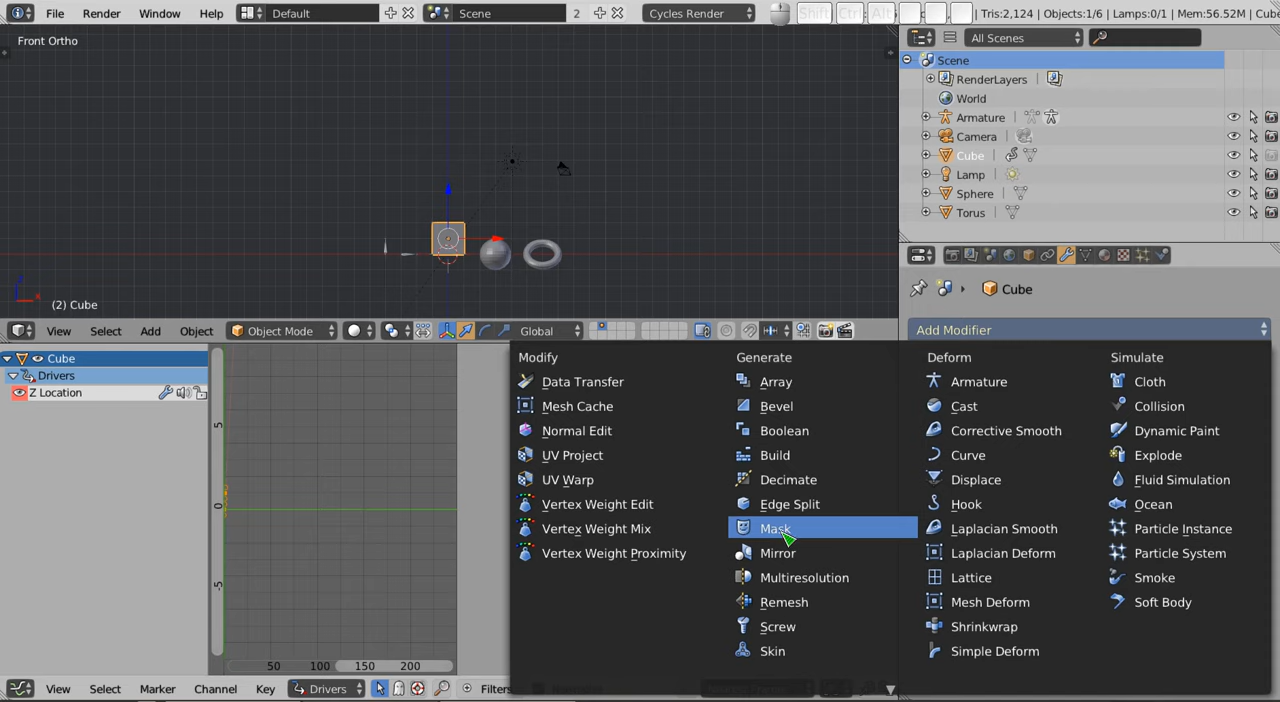 File Render Window Help Default Scene 2 Cycles Render Shift Ctrl Alt | Tris:2,124 | Objects:1/6 | Lamps:0/1 | Mem:56.52M | Cube
Front Ortho
(2) Cube
View Select Add Object Object Mode Global
All Scenes
Scene
RenderLayers
World
Armature
Camera
Cube
Lamp
Sphere
Torus
Cube
Add Modifier
Cube
Drivers
Z Location
5
0
-5
50 100 150 200
View Select Marker Channel Key Drivers Filters
Modify
Data Transfer
Mesh Cache
Normal Edit
UV Project
UV Warp
Vertex Weight Edit
Vertex Weight Mix
Vertex Weight Proximity
Generate
Array
Bevel
Boolean
Build
Decimate
Edge Split
Mask
Mirror
Multiresolution
Remesh
Screw
Skin
Deform
Armature
Cast
Corrective Smooth
Curve
Displace
Hook
Laplacian Smooth
Laplacian Deform
Lattice
Mesh Deform
Shrinkwrap
Simple Deform
Simulate
Cloth
Collision
Dynamic Paint
Explode
Fluid Simulation
Ocean
Particle Instance
Particle System
Smoke
Soft Body